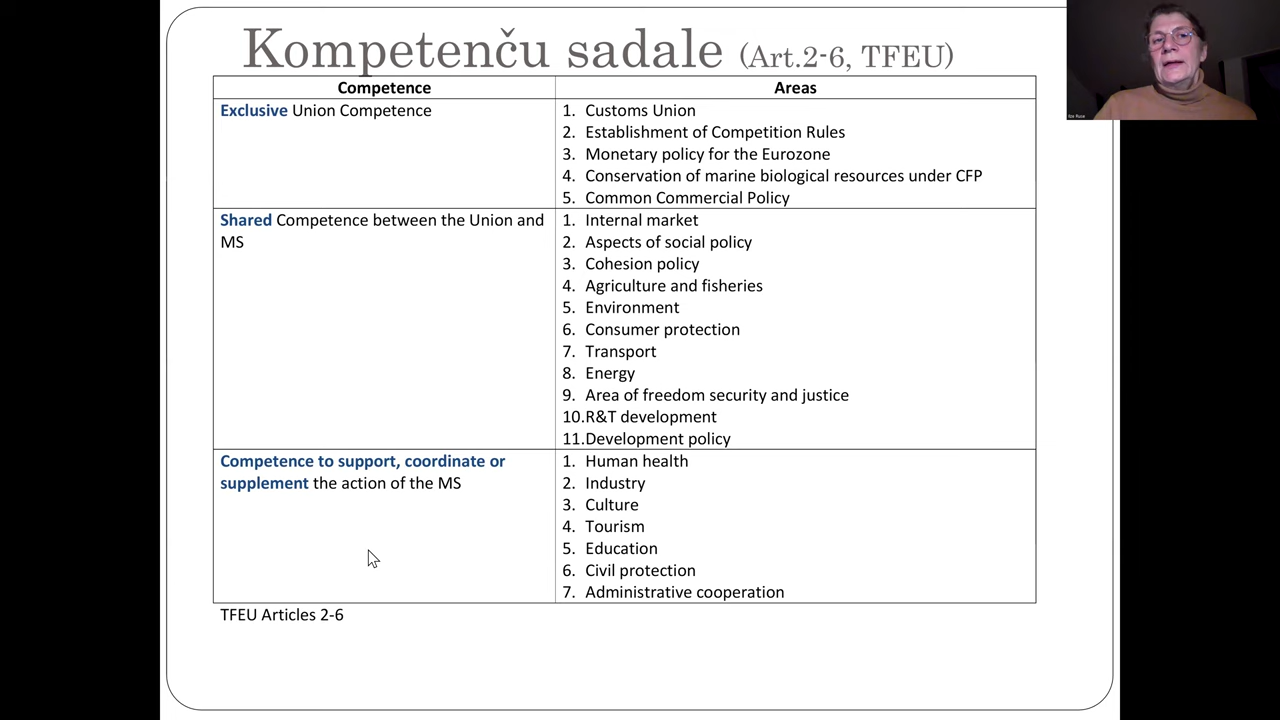 Kompetenču sadale (Art.2-6, TFEU)
Competence
Areas
Exclusive Union Competence
1. Customs Union
2. Establishment of Competition Rules
3. Monetary policy for the Eurozone
4. Conservation of marine biological resources under CFP
5. Common Commercial Policy
Shared Competence between the Union and
MS
1. Internal market
2. Aspects of social policy
3. Cohesion policy
4. Agriculture and fisheries
5. Environment
6. Consumer protection
7. Transport
8. Energy
9. Area of freedom security and justice
10.R&T development
11.Development policy
Competence to support, coordinate or
supplement the action of the MS
1. Human health
2. Industry
3. Culture
4. Tourism
5. Education
6. Civil protection
7. Administrative cooperation
TFEU Articles 2-6